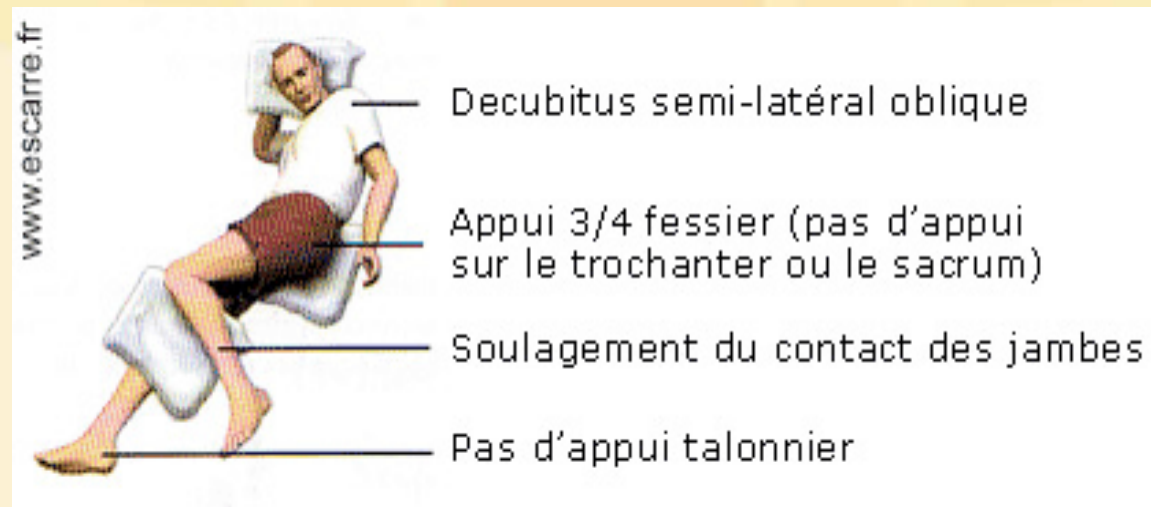 www.escarre.fr
Decubitus semi-latéral oblique
Appui 3/4 fessier (pas d'appui
sur le trochanter ou le sacrum)
Soulagement du contact des jambes
Pas d'appui talonnier